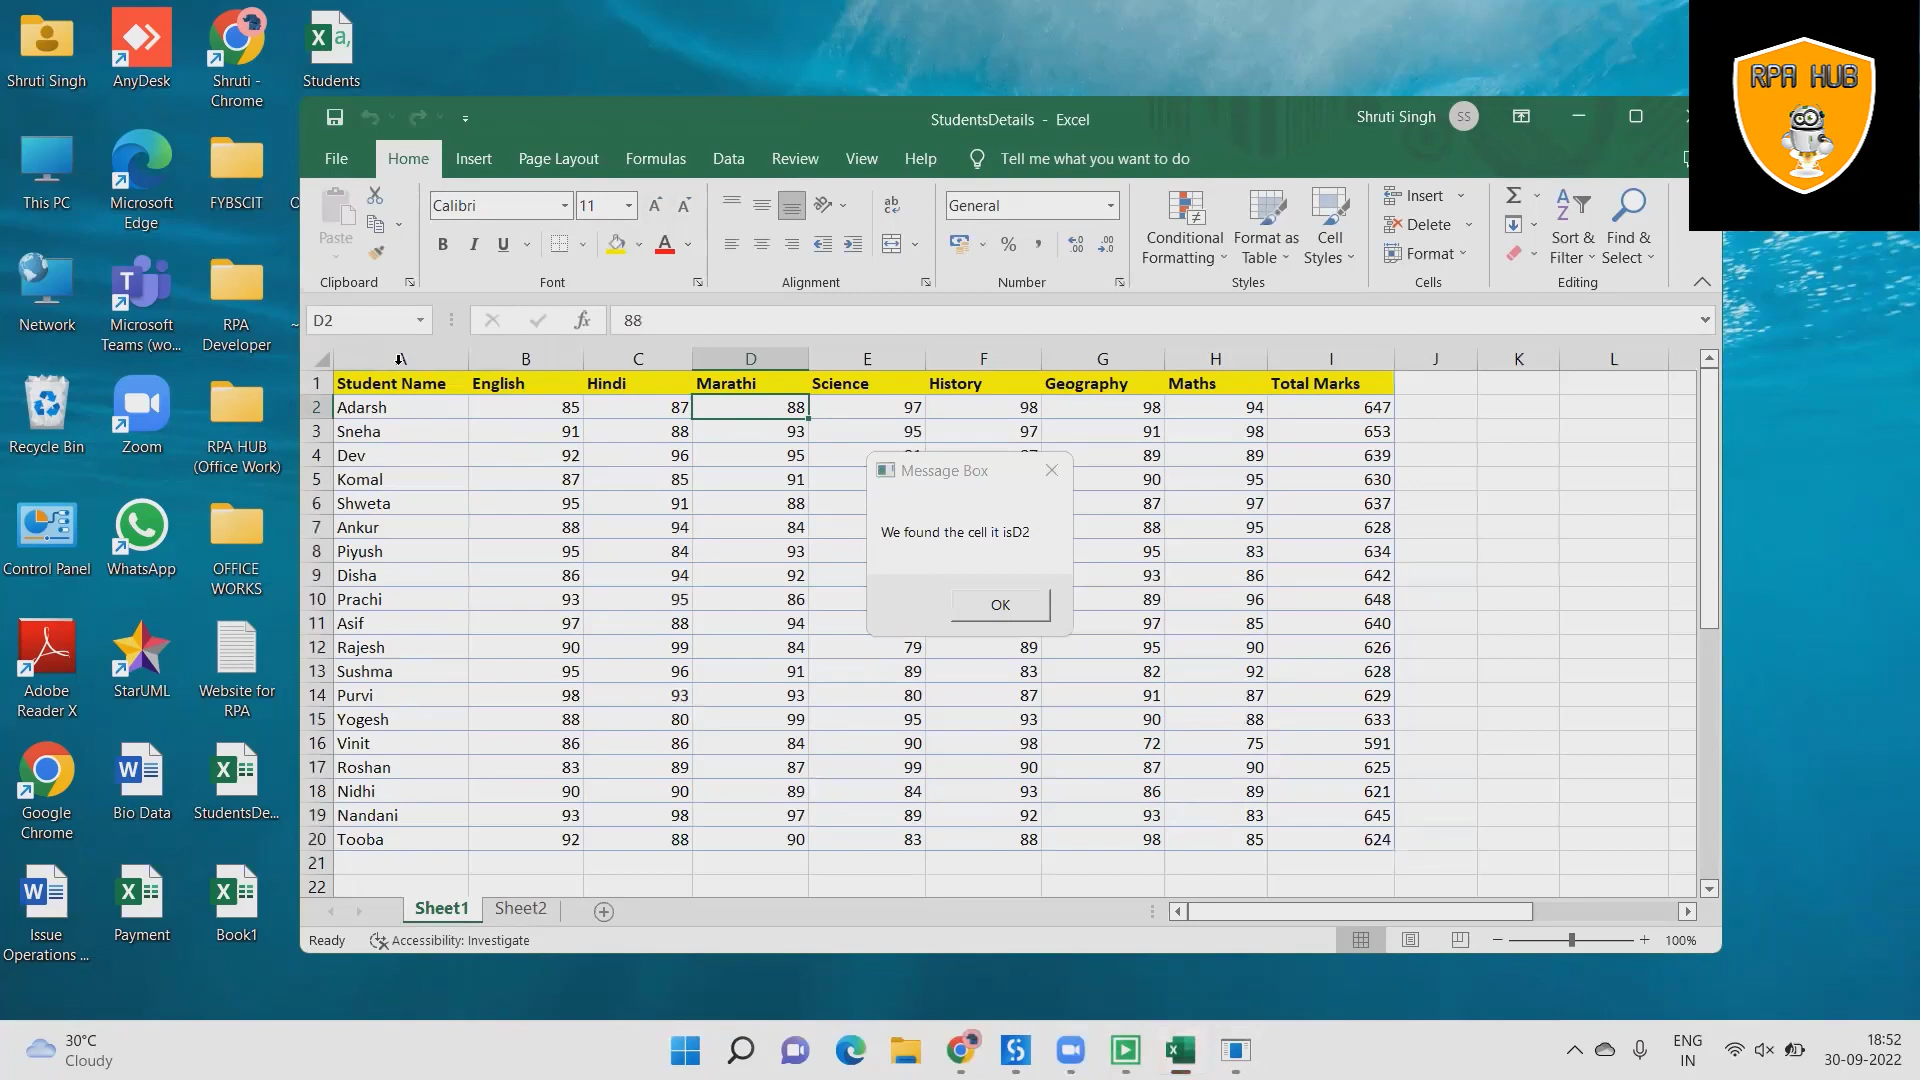 Shruti Singh
AnyDesk
Shruti -
Chrome
Students
This PC
Microsoft
Edge
FYBSCIT
Network
Microsoft
Teams (wo...
RPA
Developer
Recycle Bin
Zoom
RPA HUB
(Office Work)
Control Panel
WhatsApp
OFFICE
WORKS
Adobe
Reader X
StarUML
Website for
RPA
Google
Chrome
Bio Data
StudentsDe...
Issue
Operations ...
Payment
Book1
StudentsDetails - Excel
Shruti Singh SS
RPA HUB
File Home Insert Page Layout Formulas Data Review View Help Tell me what you want to do
Paste
Clipboard
Calibri 11
B I U
Font
ab
Alignment
General
%
Number
Conditional
Formatting
Format as
Table
Cell
Styles
Styles
Insert
Delete
Format
Cells
Sort &
Filter
Find &
Select
Editing
D2 fx 88
A B C D E F G H I J K L
1 Student Name English Hindi Marathi Science History Geography Maths Total Marks
2 Adarsh 85 87 88 97 98 98 94 647
3 Sneha 91 88 93 95 97 91 98 653
4 Dev 92 96 95 89 89 639
5 Komal 87 85 91 90 95 630
6 Shweta 95 91 88 87 97 637
7 Ankur 88 94 84 88 95 628
8 Piyush 95 84 93 95 83 634
9 Disha 86 94 92 93 86 642
10 Prachi 93 95 86 89 96 648
11 Asif 97 88 94 97 85 640
12 Rajesh 90 99 84 79 89 95 90 626
13 Sushma 95 96 91 89 83 82 92 628
14 Purvi 98 93 93 80 87 91 87 629
15 Yogesh 88 80 99 95 93 90 88 633
16 Vinit 86 86 84 90 98 72 75 591
17 Roshan 83 89 87 99 90 87 90 625
18 Nidhi 90 90 89 84 93 86 89 621
19 Nandani 93 98 97 89 92 93 83 645
20 Tooba 92 88 90 83 88 98 85 624
21
22
Message Box
We found the cell it isD2
OK
Sheet1 Sheet2
Ready Accessibility: Investigate 100%
30°C
Cloudy
ENG
IN
18:52
30-09-2022